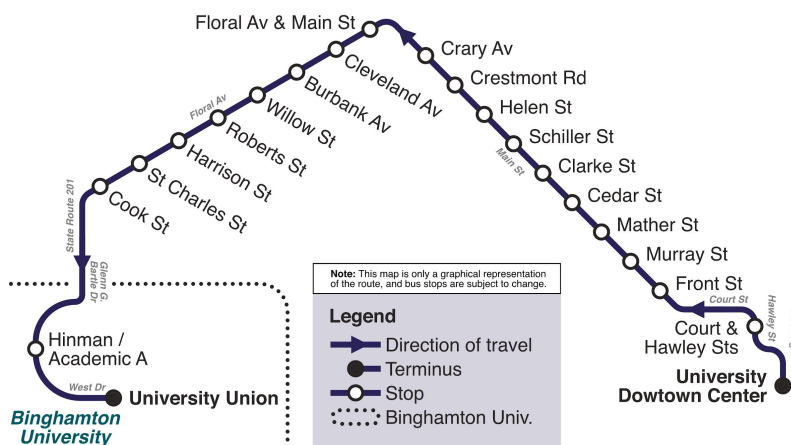 Floral Av & Main St
Crary Av
Crestmont Rd
Helen St
Schiller St
Clarke St
Cedar St
Mather St
Murray St
Front St
Main St
Court St
Hawley St
Court &
Hawley Sts
University
Dowtown Center
Cleveland Av
Burbank Av
Willow St
Floral Av
Roberts St
Harrison St
St Charles St
Cook St
State Route 201
Glenn G.
Bartle Dr
Hinman /
Academic A
West Dr
University Union
Binghamton
University
Note: This map is only a graphical representation
of the route, and bus stops are subject to change.
Legend
Direction of travel
Terminus
Stop
Binghamton Univ.